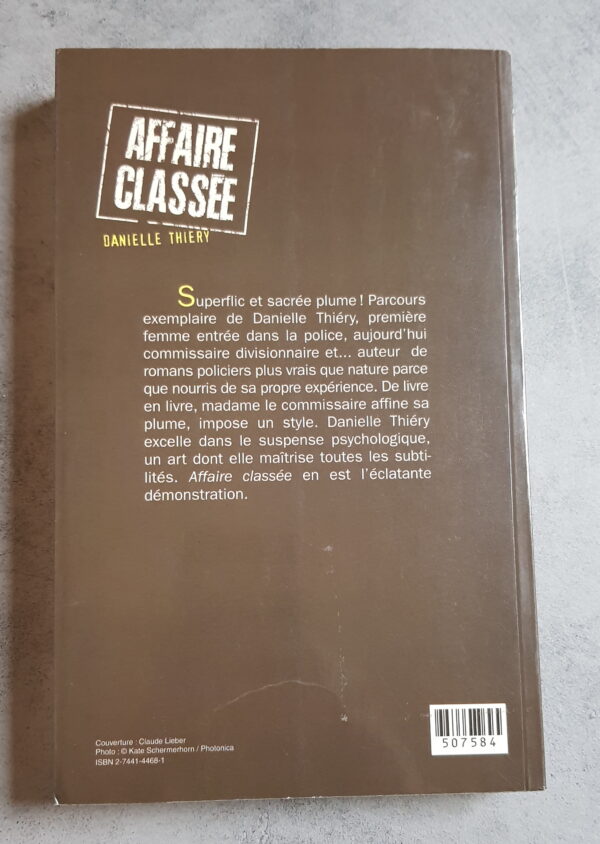 AFFAIRE
CLASSÉE
DANIELLE THIÉRY
Superflic et sacrée plume ! Parcours
exemplaire de Danielle Thiéry, première
femme entrée dans la police, aujourd'hui
commissaire divisionnaire et... auteur de
romans policiers plus vrais que nature parce
que nourris de sa propre expérience. De livre
en livre, madame le commissaire affine sa
plume, impose un style. Danielle Thiéry
excelle dans le suspense psychologique,
un art dont elle maîtrise toutes les subti-
lités. Affaire classée en est l'éclatante
démonstration.
Couverture : Claude Lieber
Photo : © Kate Schermerhorn / Photonica
ISBN 2-7441-4468-1
507584